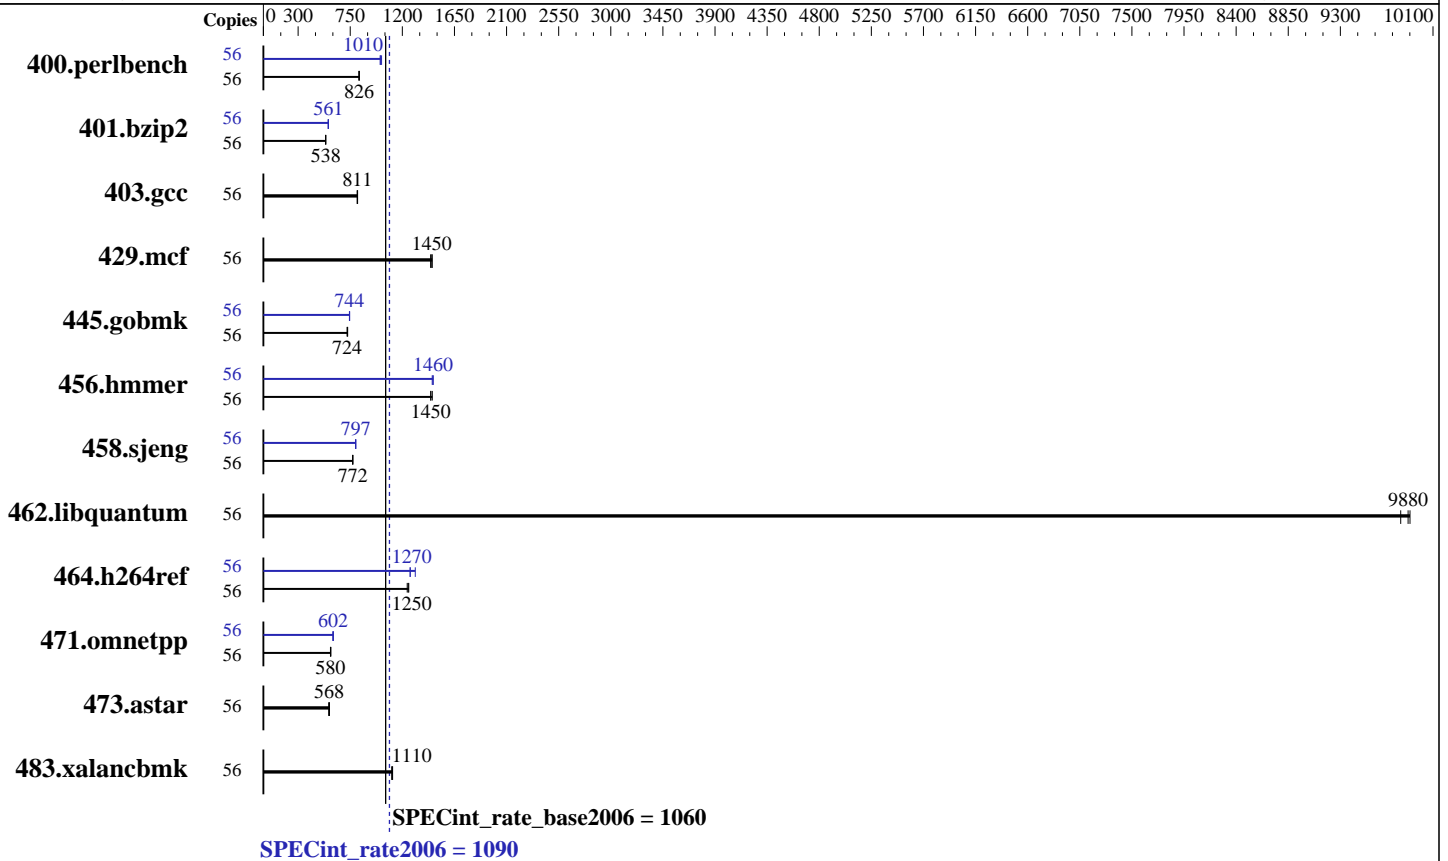 Copies 0 300 750 1200 1650 2100 2550 3000 3450 3900 4350 4800 5250 5700 6150 6600 7050 7500 7950 8400 8850 9300 10100
400.perlbench 56 1010
56 826
401.bzip2 56 561
56 538
403.gcc 56 811
429.mcf 56 1450
445.gobmk 56 744
56 724
456.hmmer 56 1460
56 1450
458.sjeng 56 797
56 772
462.libquantum 56 9880
464.h264ref 56 1270
56 1250
471.omnetpp 56 602
56 580
473.astar 56 568
483.xalancbmk 56 1110
SPECint_rate_base2006 = 1060
SPECint_rate2006 = 1090